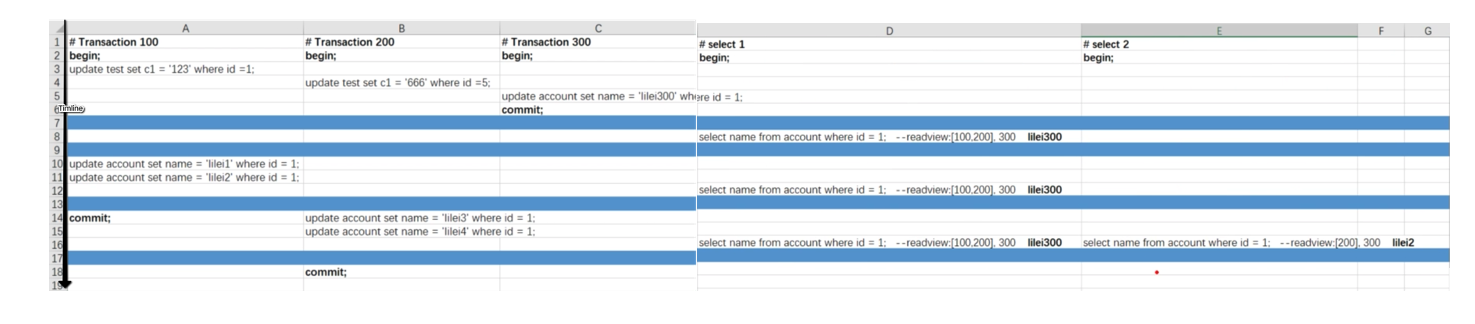 A B C D E F G
1 # Transaction 100 # Transaction 200 # Transaction 300 # select 1 # select 2
2 begin; begin; begin; begin; begin;
3 update test set c1 = '123' where id =1;
4 update test set c1 = '666' where id =5;
5 update account set name = 'lilei300' where id = 1;
Timline commit;
7
8 select name from account where id = 1; --readview:[100,200], 300 lilei300
9
10 update account set name = 'lilei1' where id = 1;
11 update account set name = 'lilei2' where id = 1;
12 select name from account where id = 1; --readview:[100,200], 300 lilei300
13
14 commit; update account set name = 'lilei3' where id = 1;
15 update account set name = 'lilei4' where id = 1;
16 select name from account where id = 1; --readview:[100,200], 300 lilei300 select name from account where id = 1; --readview:[200], 300 lilei2
17
18 commit;
19